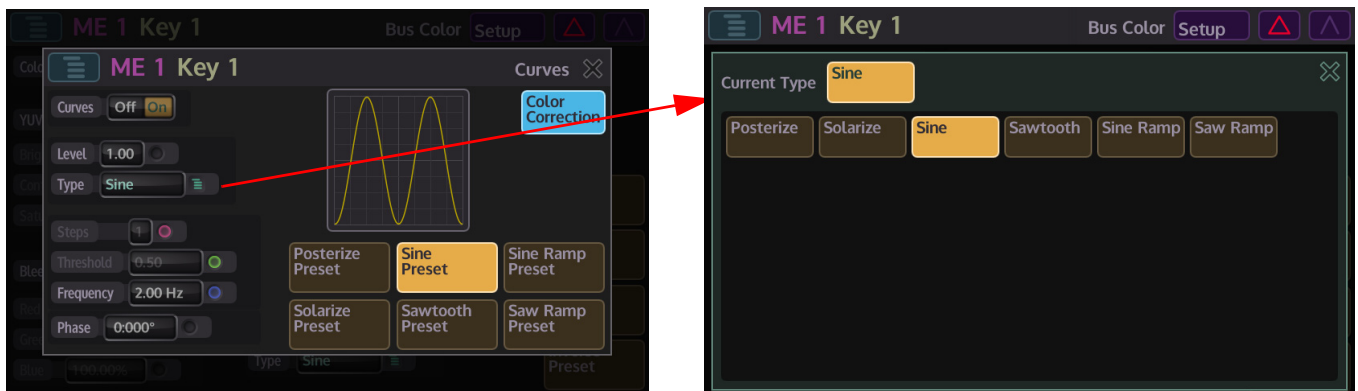 ME 1 Key 1
Bus Color Setup
ME 1 Key 1
Curves
Curves Off On
Color
Correction
Level 1.00
Type Sine
Steps 1
Threshold 0.50
Frequency 2.00 Hz
Phase 0:000°
Posterize
Preset
Sine
Preset
Sine Ramp
Preset
Solarize
Preset
Sawtooth
Preset
Saw Ramp
Preset
YUV
Blue 100.00%
Type Sine
Preset
ME 1 Key 1
Bus Color Setup
Current Type Sine
Posterize Solarize Sine Sawtooth Sine Ramp Saw Ramp